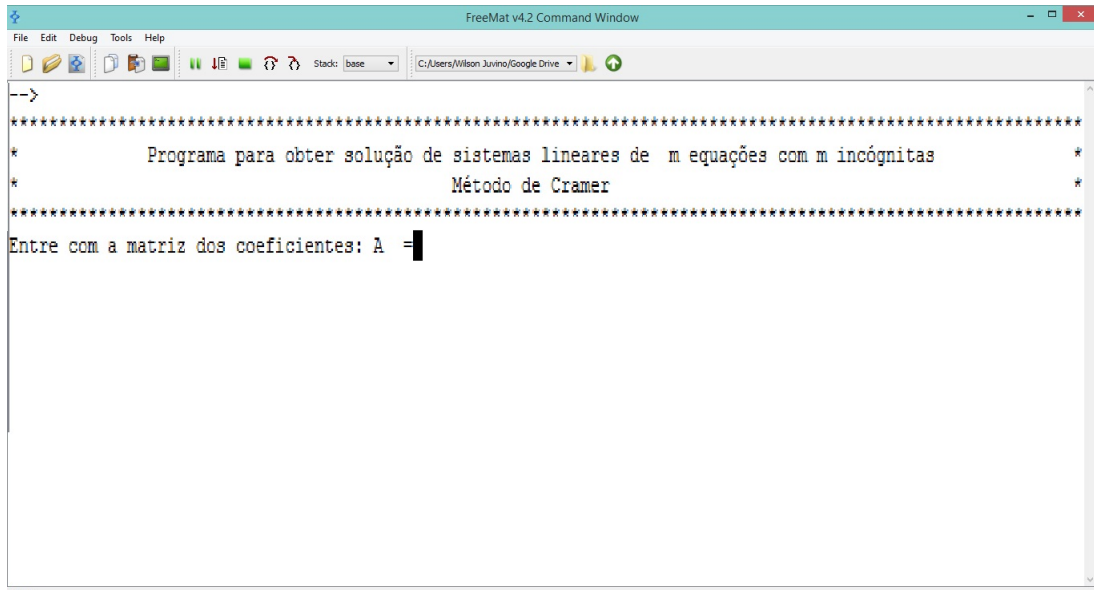 FreeMat v4.2 Command Window
File Edit Debug Tools Help
Stack: base C:/Users/Wilson Juvino/Google Drive
-->
*************************************************************************************************************
* Programa para obter solução de sistemas lineares de  m equações com m incógnitas *
* Método de Cramer *
*************************************************************************************************************
Entre com a matriz dos coeficientes: A  =